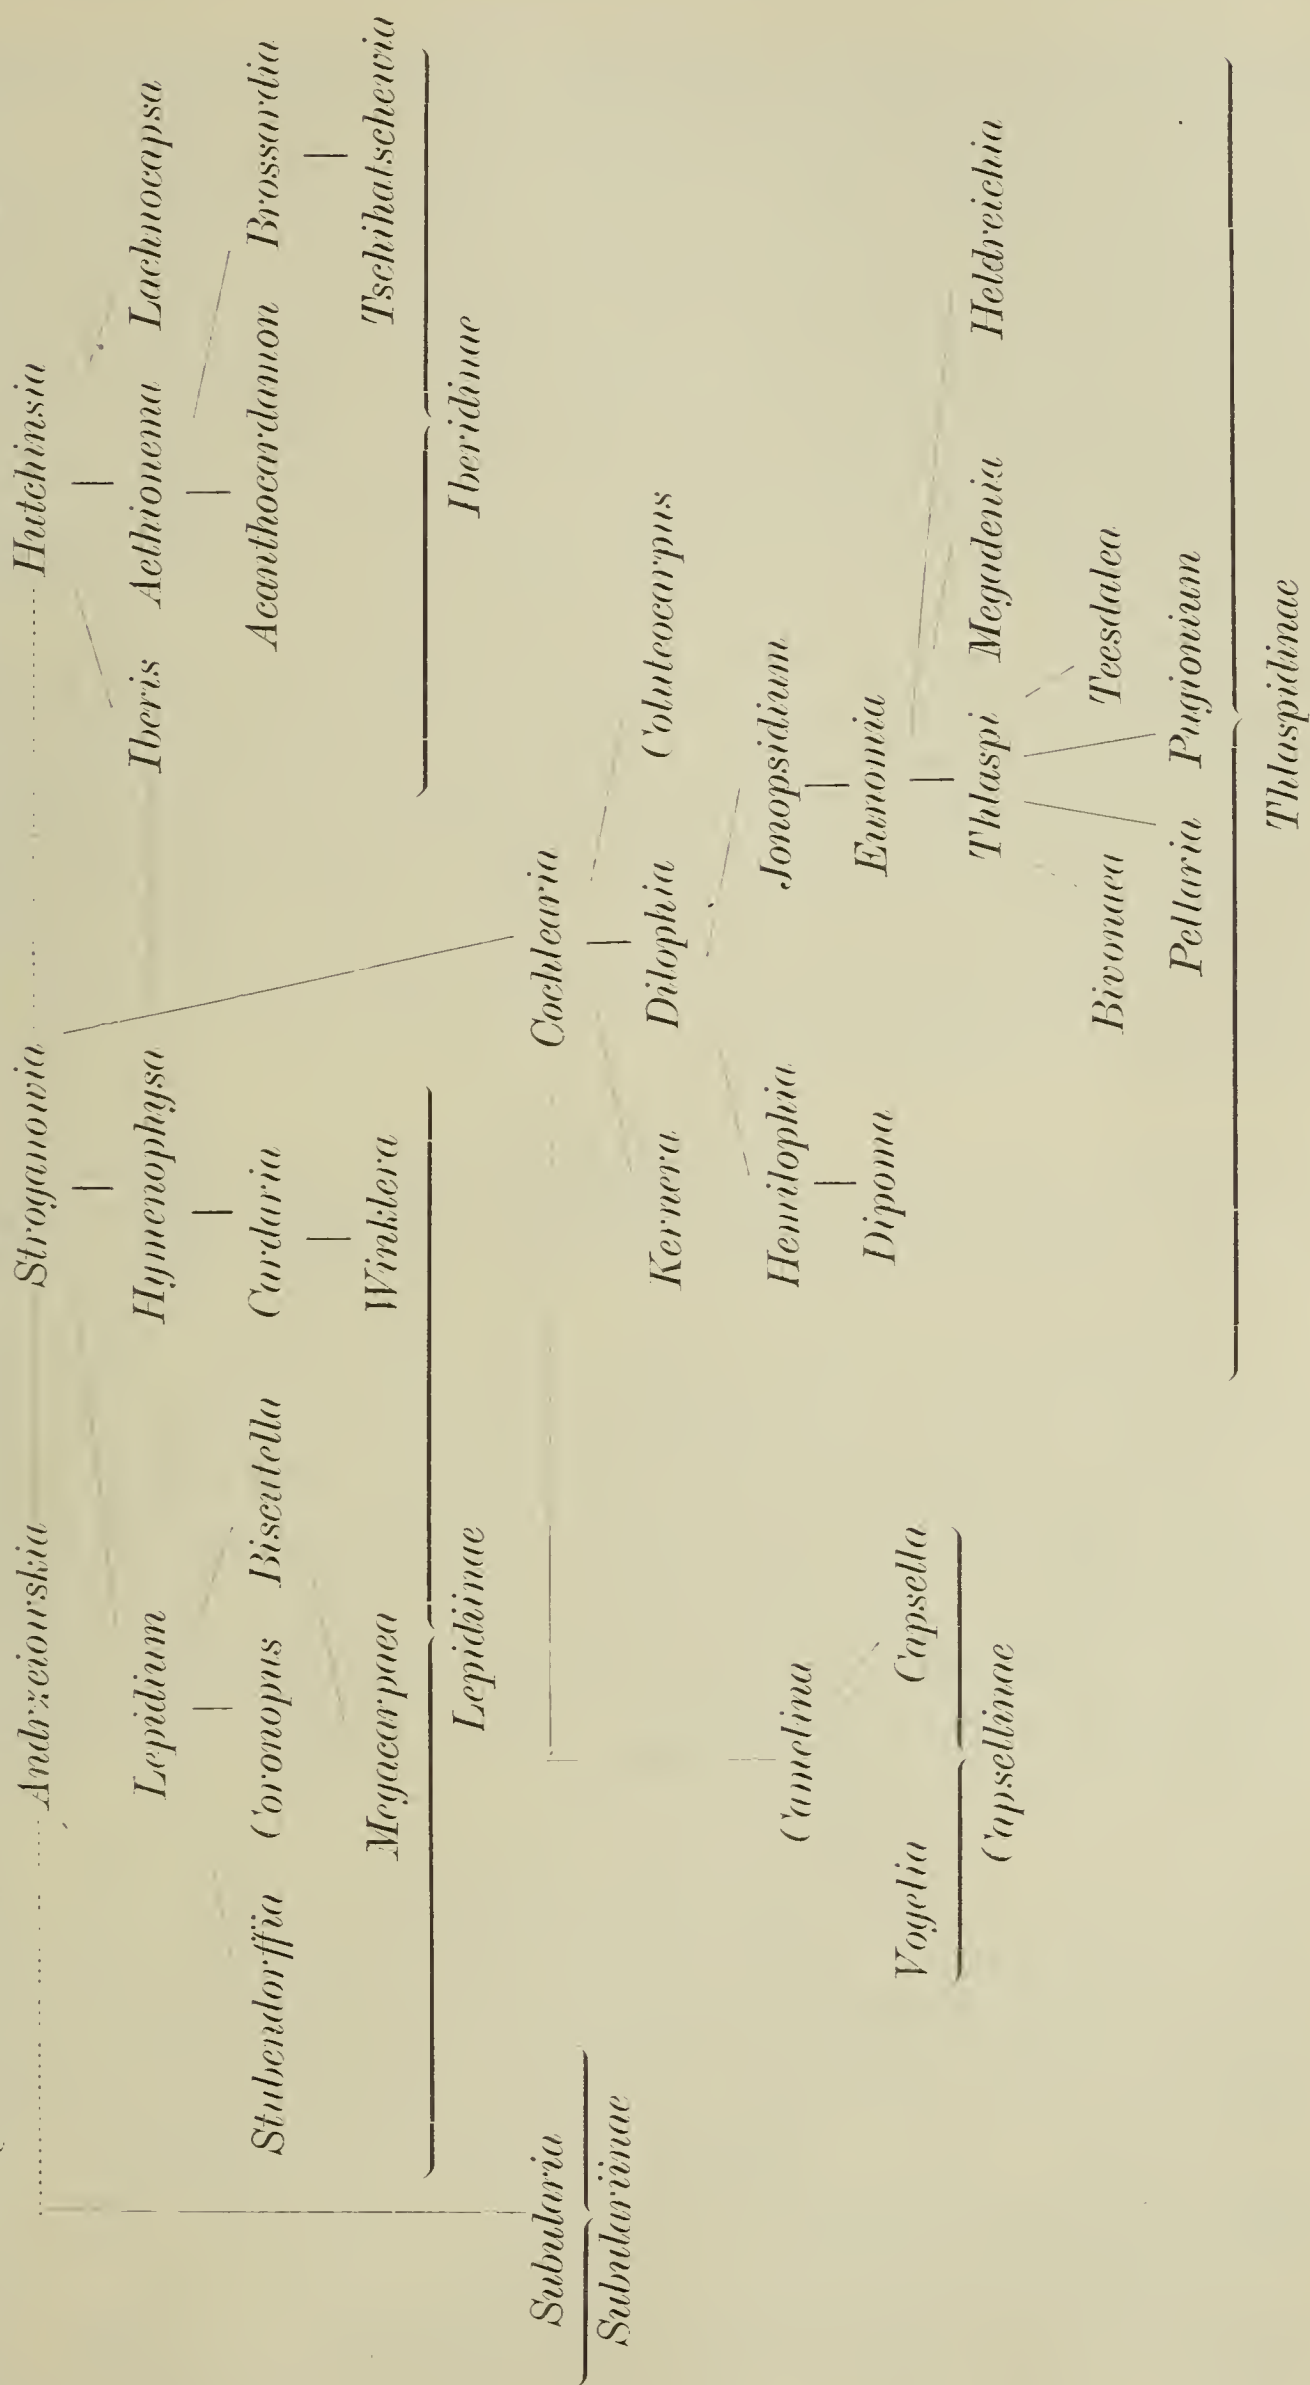 Andrzeiowskia Stroganowia Hutchinsia
Lepidium Hymenophysa Iberis Aethionema Lachnocapsa
Stubendorffia Coronopus Biscutella Cardaria Acanthocardamon Brossardia
Megacarpaea Winklera Tschihatschewia
Lepidiinae Iberidinae
Subularia Cochlearia
Subulariinae Kernera Dilophia Coluteocarpus
Camelina Hemilophia Jonopsidium
Vogelia Capsella Dipoma Eunomia
Capsellinae Thlaspi Megadenia Heldreichia
Bivonaea Teesdalea
Peltaria Pugionium
Thlaspidinae